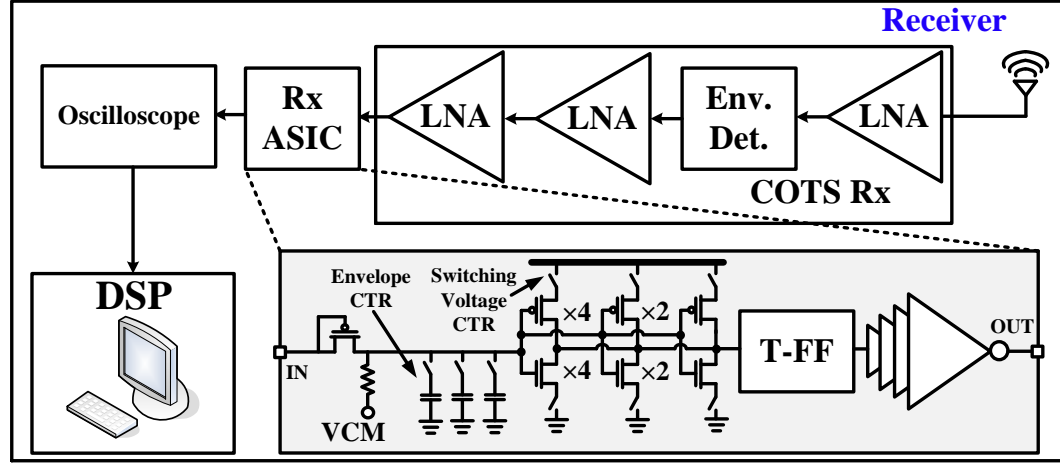 Receiver
Oscilloscope
Rx
ASIC
LNA
LNA
Env.
Det.
LNA
COTS Rx
DSP
Envelope
CTR
Switching
Voltage
CTR
×4
×2
×4
×2
IN
VCM
T-FF
OUT